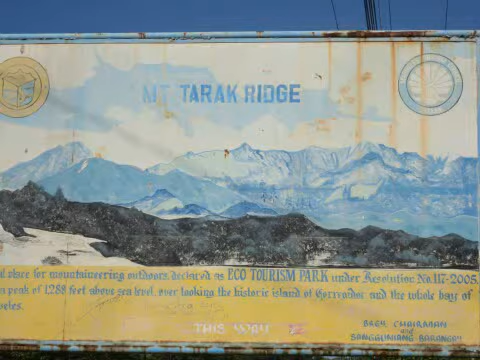 MT TARAK RIDGE
l place for mountaineering outdoors, declared as ECO TOURISM PARK under Resolution No. 117-2005,
a peak of 1288 feet above sea level, over looking the historic island of Corregidor and the whole bay of
THIS WAY
BRGY. CHAIRMAN
and
SANGGUNIANG BARANGAY